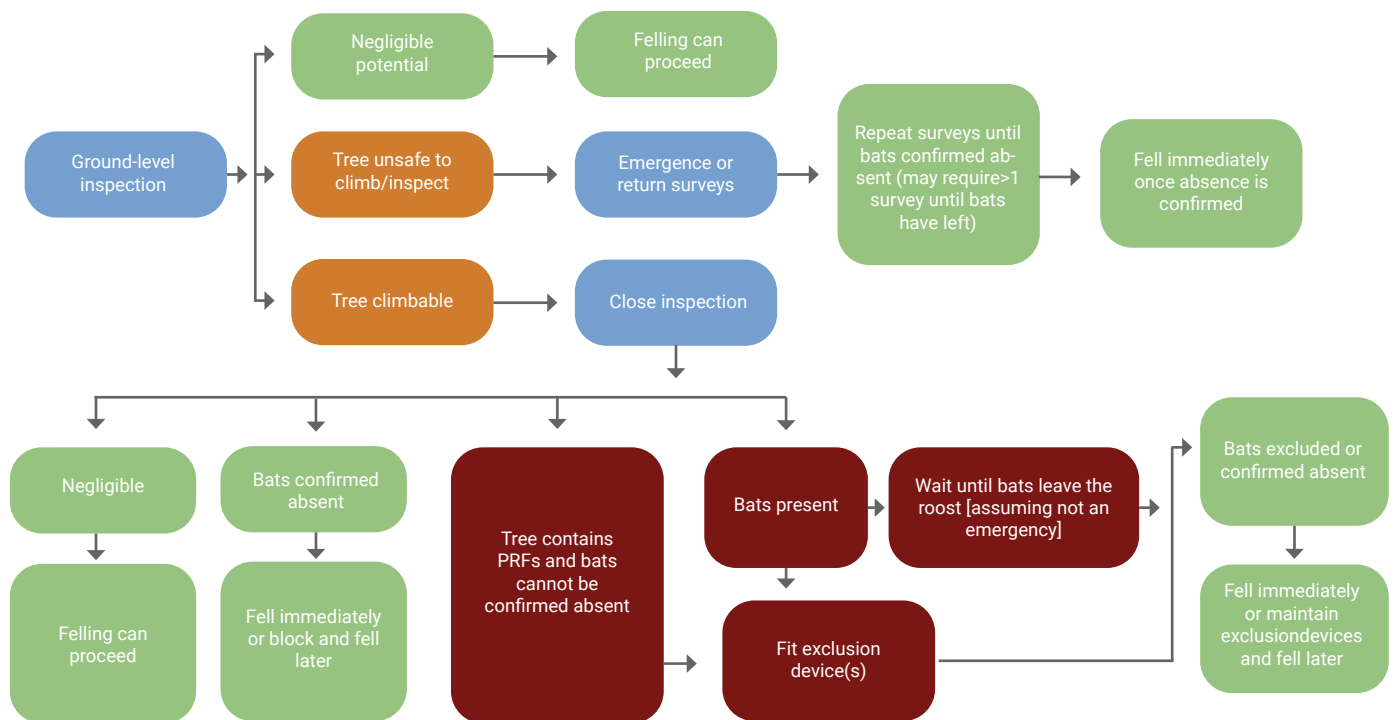 Negligible
potential
Felling can
proceed
Ground-level
inspection
Tree unsafe to
climb/inspect
Emergence or
return surveys
Repeat surveys until
bats confirmed ab-
sent (may require>1
survey until bats
have left)
Fell immediately
once absence is
confirmed
Tree climbable
Close inspection
Negligible
Felling can
proceed
Bats confirmed
absent
Fell immediately
or block and fell
later
Tree contains
PRFs and bats
cannot be
confirmed absent
Bats present
Wait until bats leave the
roost [assuming not an
emergency]
Fit exclusion
device(s)
Bats excluded or
confirmed absent
Fell immediately
or maintain
exclusiondevices
and fell later